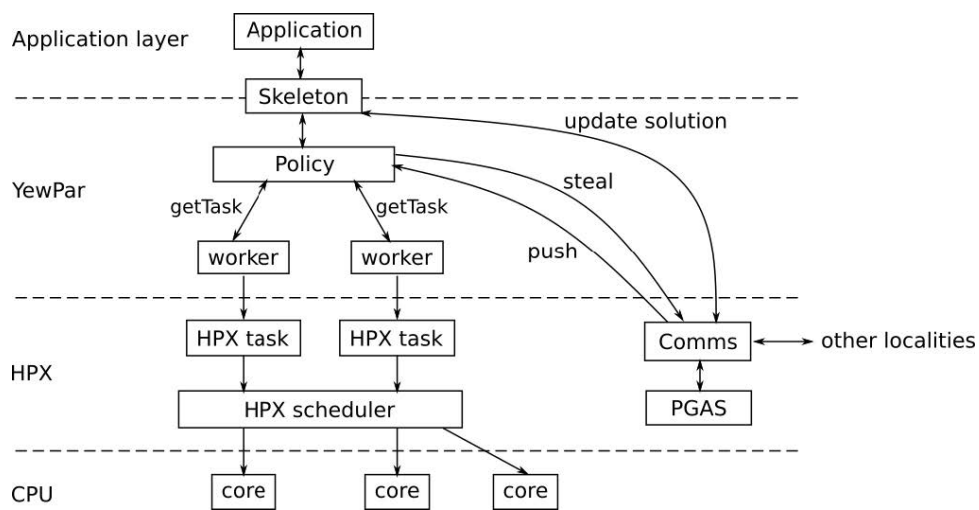 Application layer
Application
Skeleton
update solution
Policy
steal
YewPar
getTask
getTask
push
worker
worker
HPX task
HPX task
Comms
other localities
HPX
HPX scheduler
PGAS
CPU
core
core
core